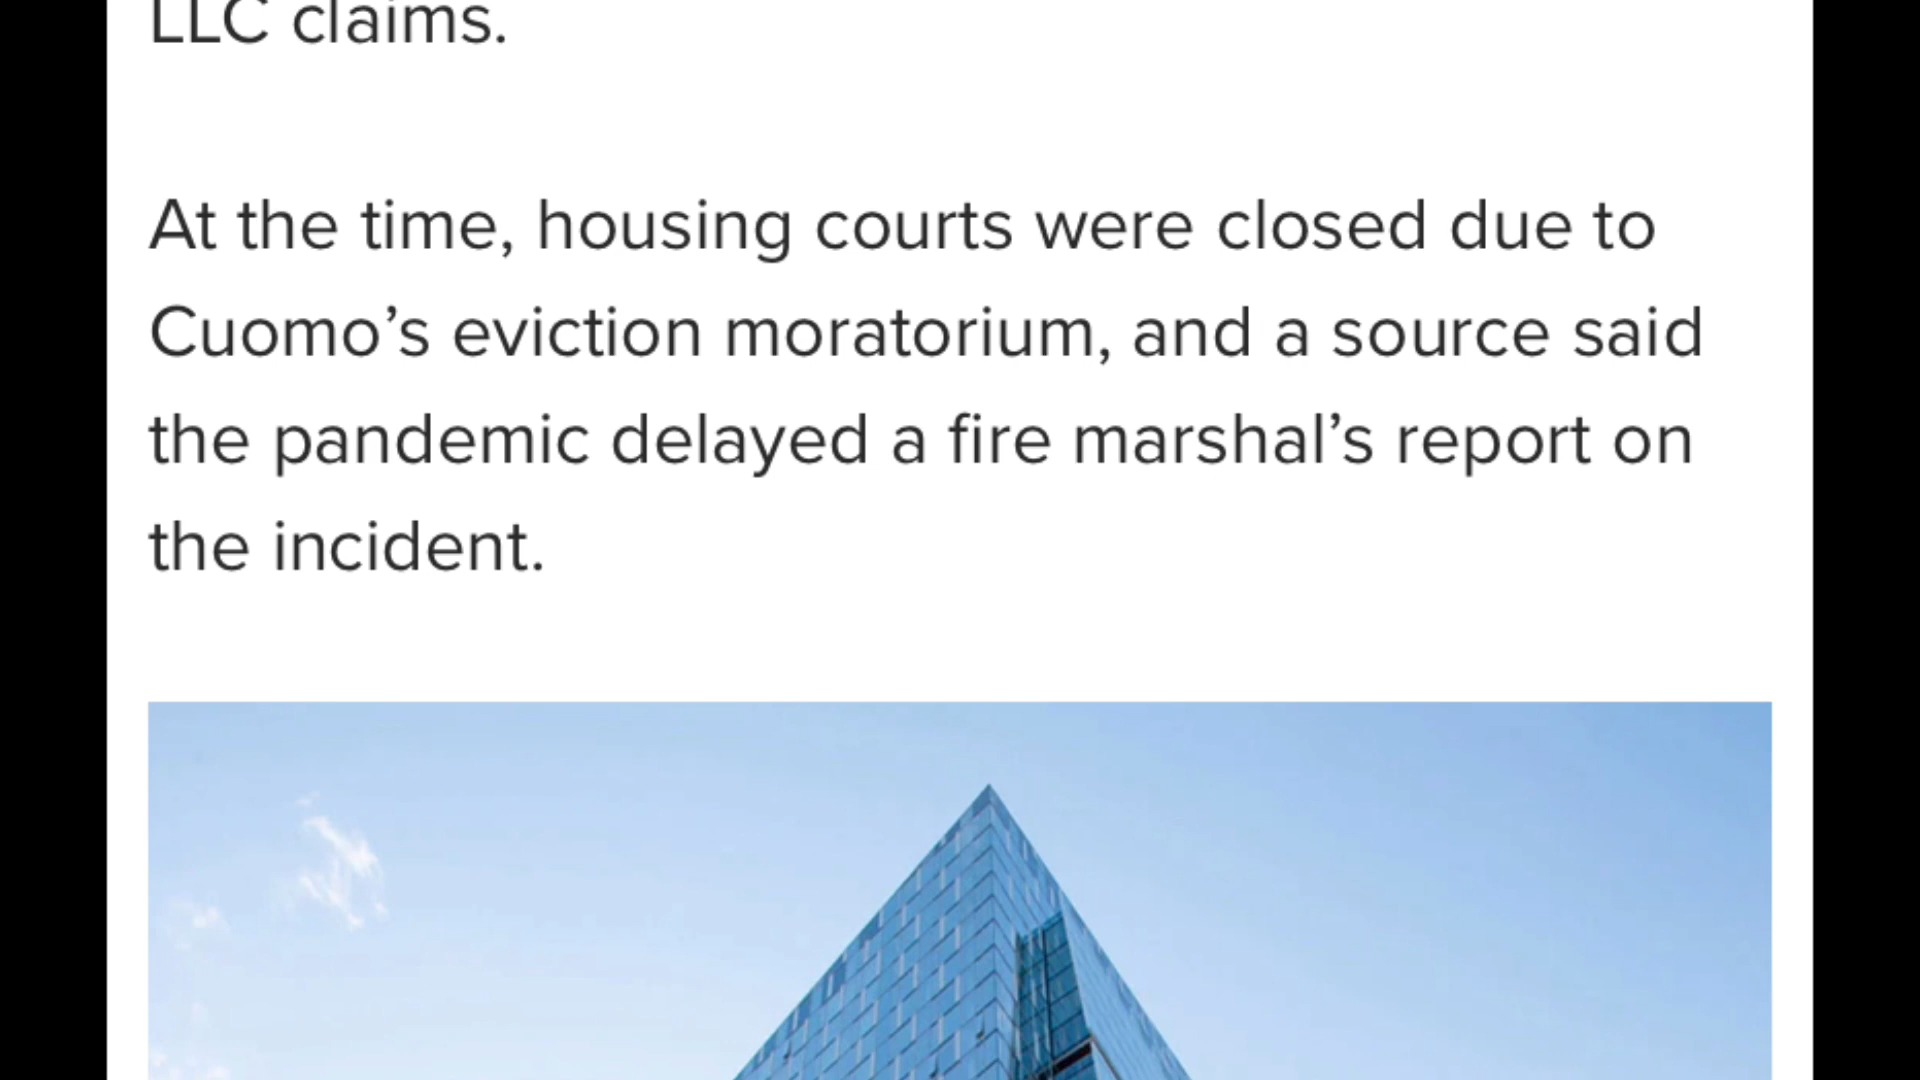 LLC claims.
At the time, housing courts were closed due to
Cuomo’s eviction moratorium, and a source said
the pandemic delayed a fire marshal’s report on
the incident.